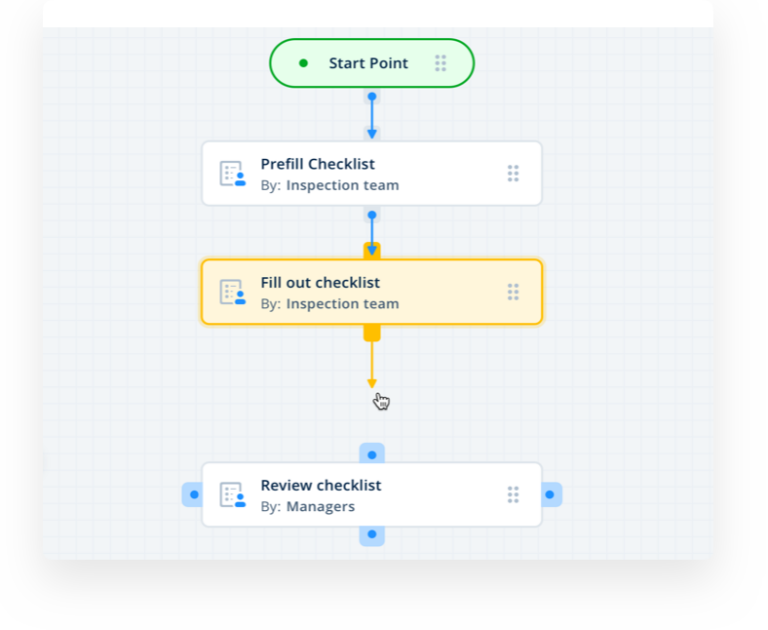 Start Point
Prefill Checklist
By: Inspection team
Fill out checklist
By: Inspection team
Review checklist
By: Managers